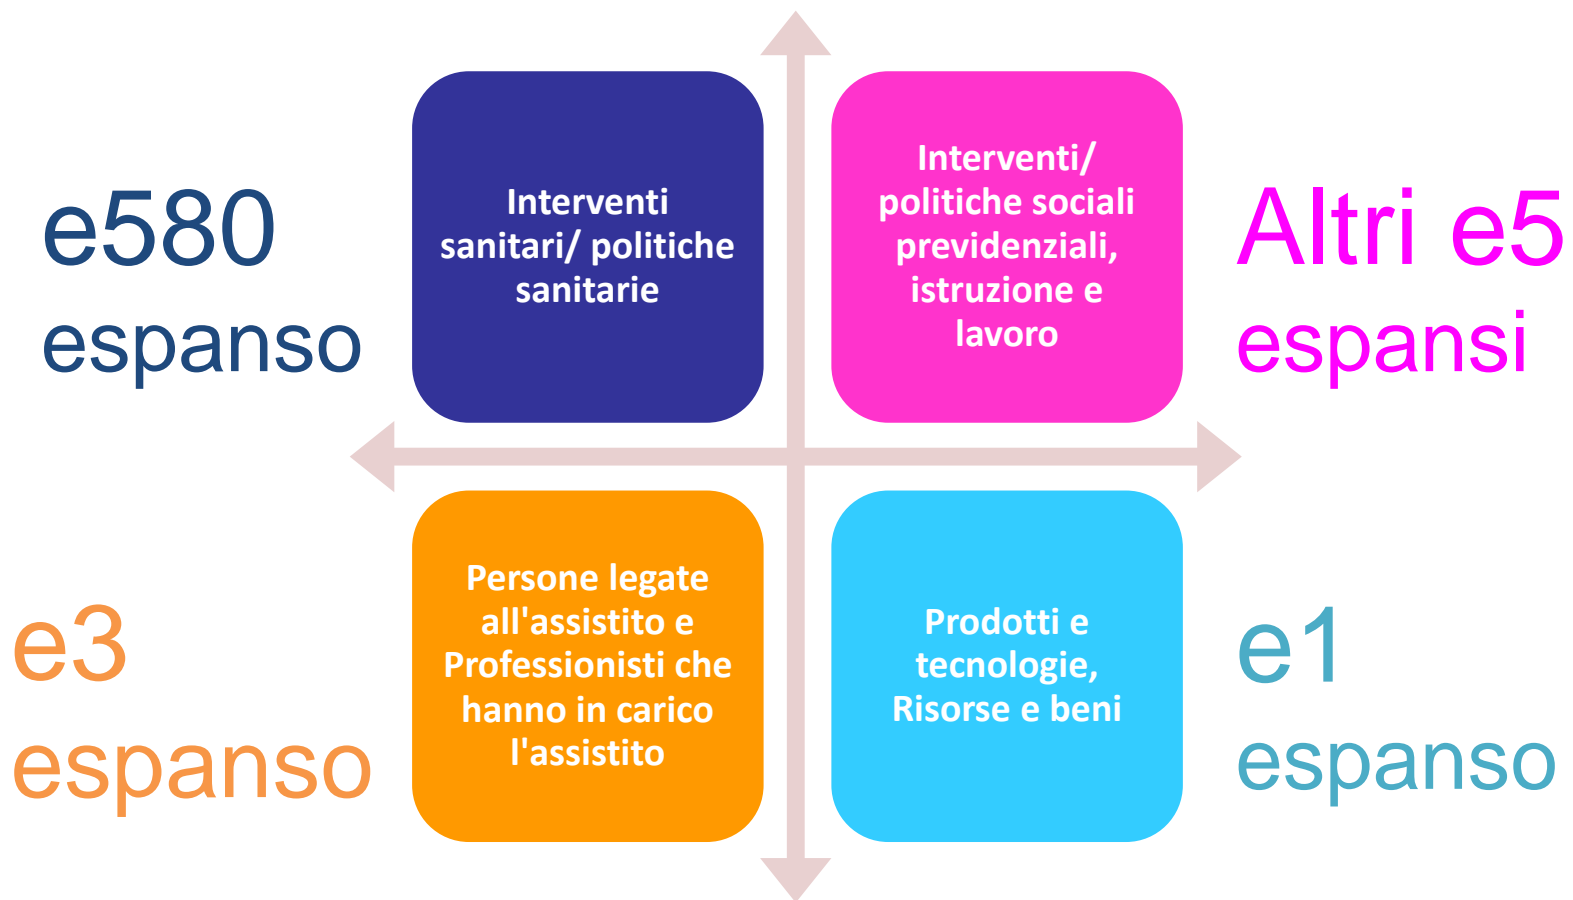 e580
espanso
Interventi
sanitari/ politiche
sanitarie
Interventi/
politiche sociali
previdenziali,
istruzione e
lavoro
Altri e5
espansi
e3
espanso
Persone legate
all'assistito e
Professionisti che
hanno in carico
l'assistito
Prodotti e
tecnologie,
Risorse e beni
e1
espanso